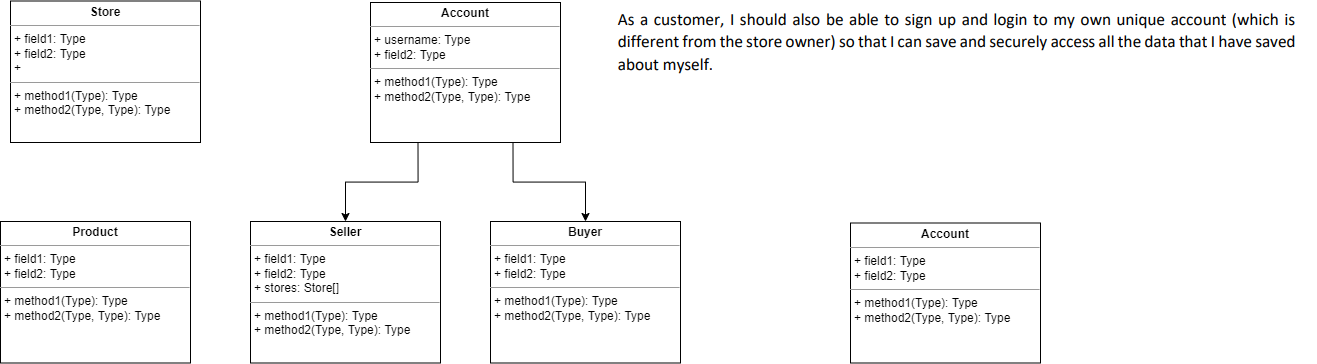 Store
+ field1: Type
+ field2: Type
+
+ method1(Type): Type
+ method2(Type, Type): Type
Account
+ username: Type
+ field2: Type
+ method1(Type): Type
+ method2(Type, Type): Type
As a customer, I should also be able to sign up and login to my own unique account (which is
different from the store owner) so that I can save and securely access all the data that I have saved
about myself.
Product
+ field1: Type
+ field2: Type
+ method1(Type): Type
+ method2(Type, Type): Type
Seller
+ field1: Type
+ field2: Type
+ stores: Store[]
+ method1(Type): Type
+ method2(Type, Type): Type
Buyer
+ field1: Type
+ field2: Type
+ method1(Type): Type
+ method2(Type, Type): Type
Account
+ field1: Type
+ field2: Type
+ method1(Type): Type
+ method2(Type, Type): Type